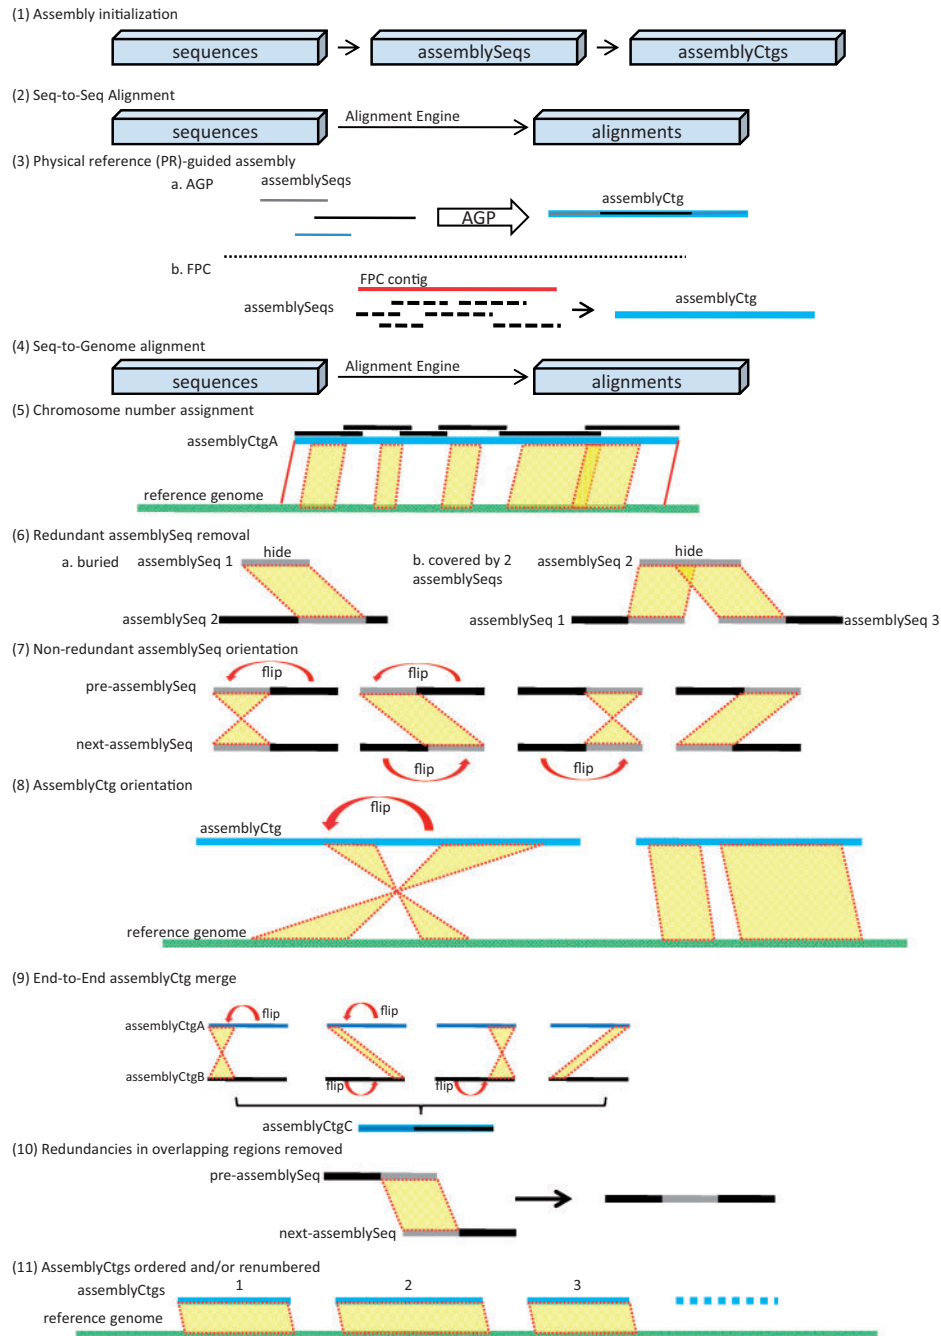 (1) Assembly initialization
sequences
assemblySeqs
assemblyCtgs
(2) Seq-to-Seq Alignment
sequences
Alignment Engine
alignments
(3) Physical reference (PR)-guided assembly
a. AGP
assemblySeqs
AGP
assemblyCtg
b. FPC
FPC contig
assemblySeqs
assemblyCtg
(4) Seq-to-Genome alignment
sequences
Alignment Engine
alignments
(5) Chromosome number assignment
assemblyCtgA
reference genome
(6) Redundant assemblySeq removal
a. buried
assemblySeq 1
hide
assemblySeq 2
b. covered by 2
assemblySeqs
assemblySeq 2
hide
assemblySeq 1
assemblySeq 3
(7) Non-redundant assemblySeq orientation
flip
flip
pre-assemblySeq
next-assemblySeq
flip
flip
(8) AssemblyCtg orientation
flip
assemblyCtg
reference genome
(9) End-to-End assemblyCtg merge
flip
flip
assemblyCtgA
assemblyCtgB
flip
flip
assemblyCtgC
(10) Redundancies in overlapping regions removed
pre-assemblySeq
next-assemblySeq
(11) AssemblyCtgs ordered and/or renumbered
assemblyCtgs
1
2
3
reference genome